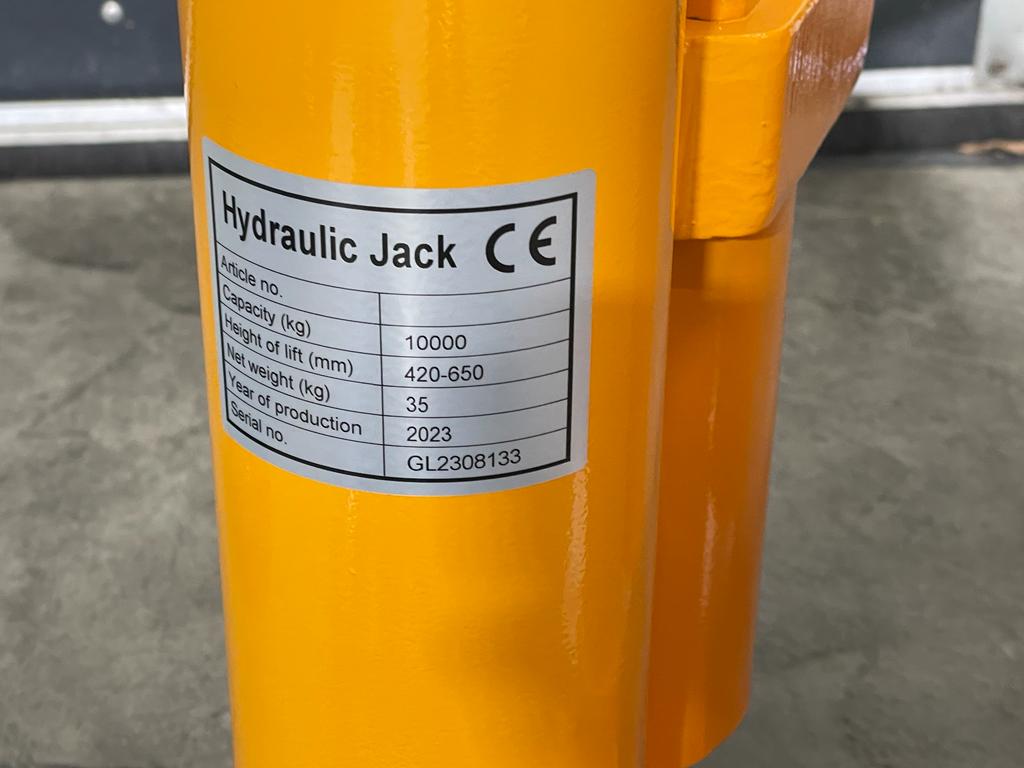 Hydraulic Jack CE
Article no.
Capacity (kg) 10000
Height of lift (mm) 420-650
Net weight (kg) 35
Year of production 2023
Serial no. GL2308133